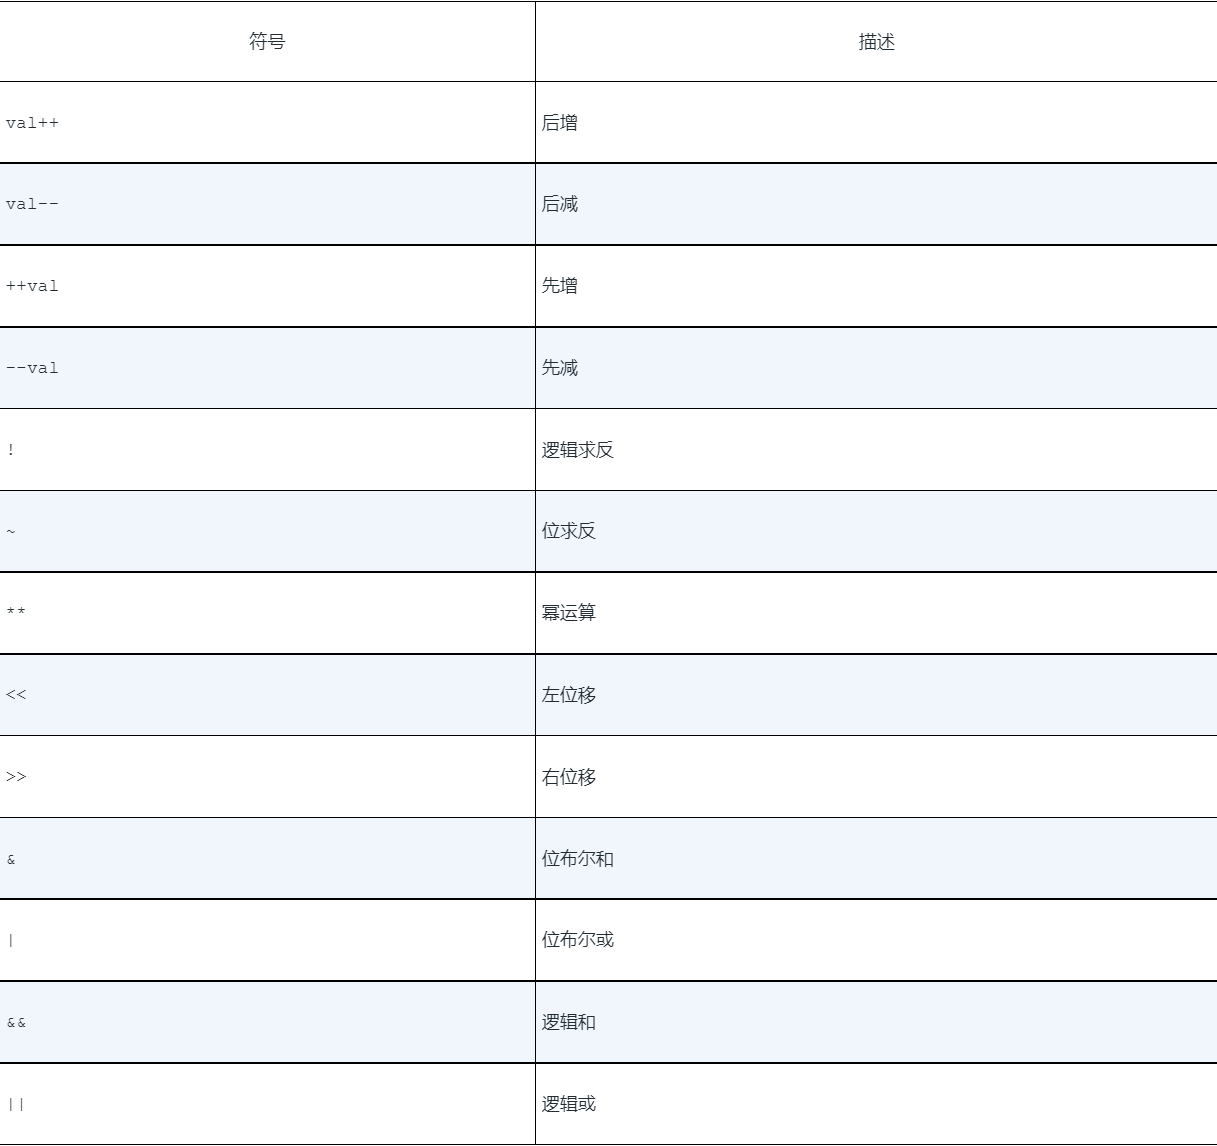 符号 描述
val++ 后增
val-- 后减
++val 先增
--val 先减
! 逻辑求反
~ 位求反
** 幂运算
<< 左位移
>> 右位移
& 位布尔和
| 位布尔或
&& 逻辑和
|| 逻辑或